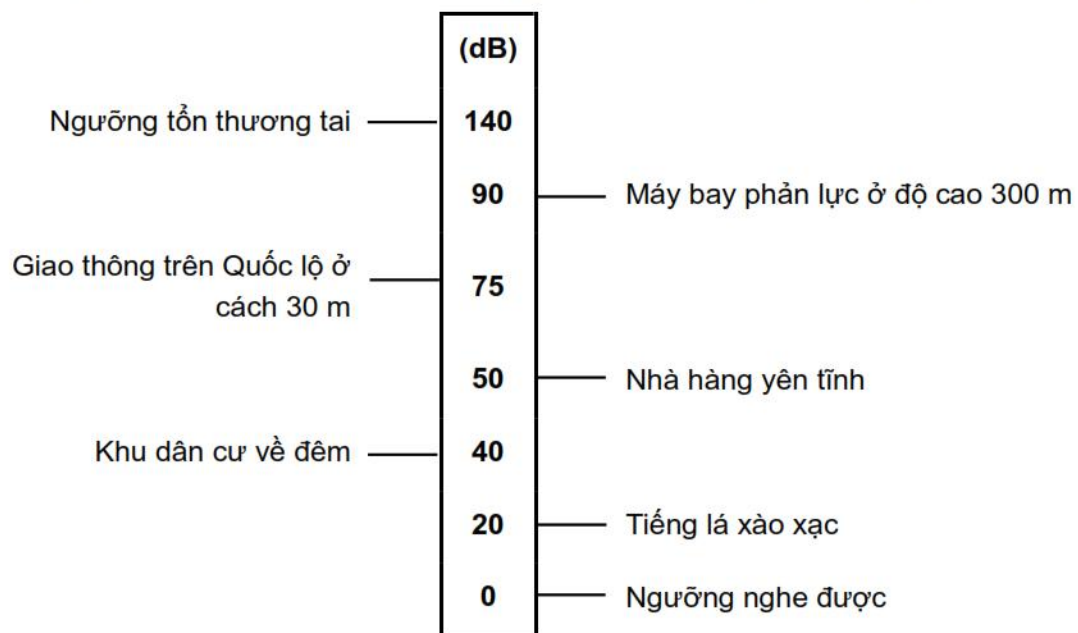 (dB)
Ngưỡng tổn thương tai
140
90
Máy bay phản lực ở độ cao 300 m
Giao thông trên Quốc lộ ở
cách 30 m
75
50
Nhà hàng yên tĩnh
Khu dân cư về đêm
40
20
Tiếng lá xào xạc
0
Ngưỡng nghe được